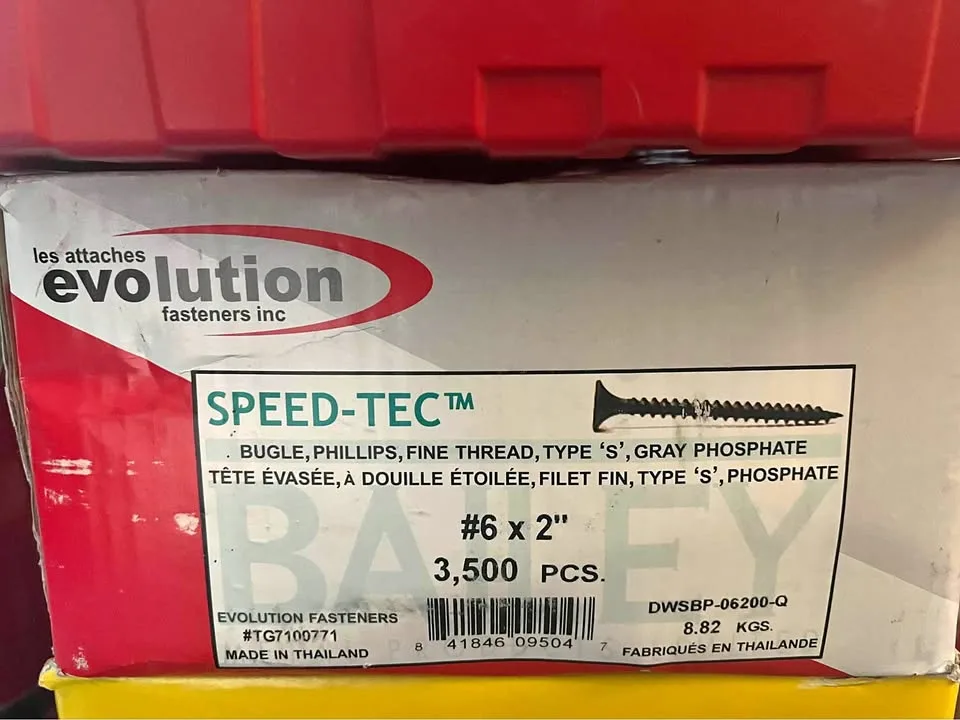 les attaches
evolution
fasteners inc
SPEED-TEC™
BUGLE, PHILLIPS, FINE THREAD, TYPE ‘S’, GRAY PHOSPHATE
TÊTE ÉVASÉE, À DOUILLE ÉTOILÉE, FILET FIN, TYPE ‘S’, PHOSPHATE
BAILEY
#6 x 2"
3,500 PCS.
EVOLUTION FASTENERS
#TG7100771
MADE IN THAILAND
8 41846 09504 7
DWSBP-06200-Q
8.82 KGS.
FABRIQUÉS EN THAILANDE